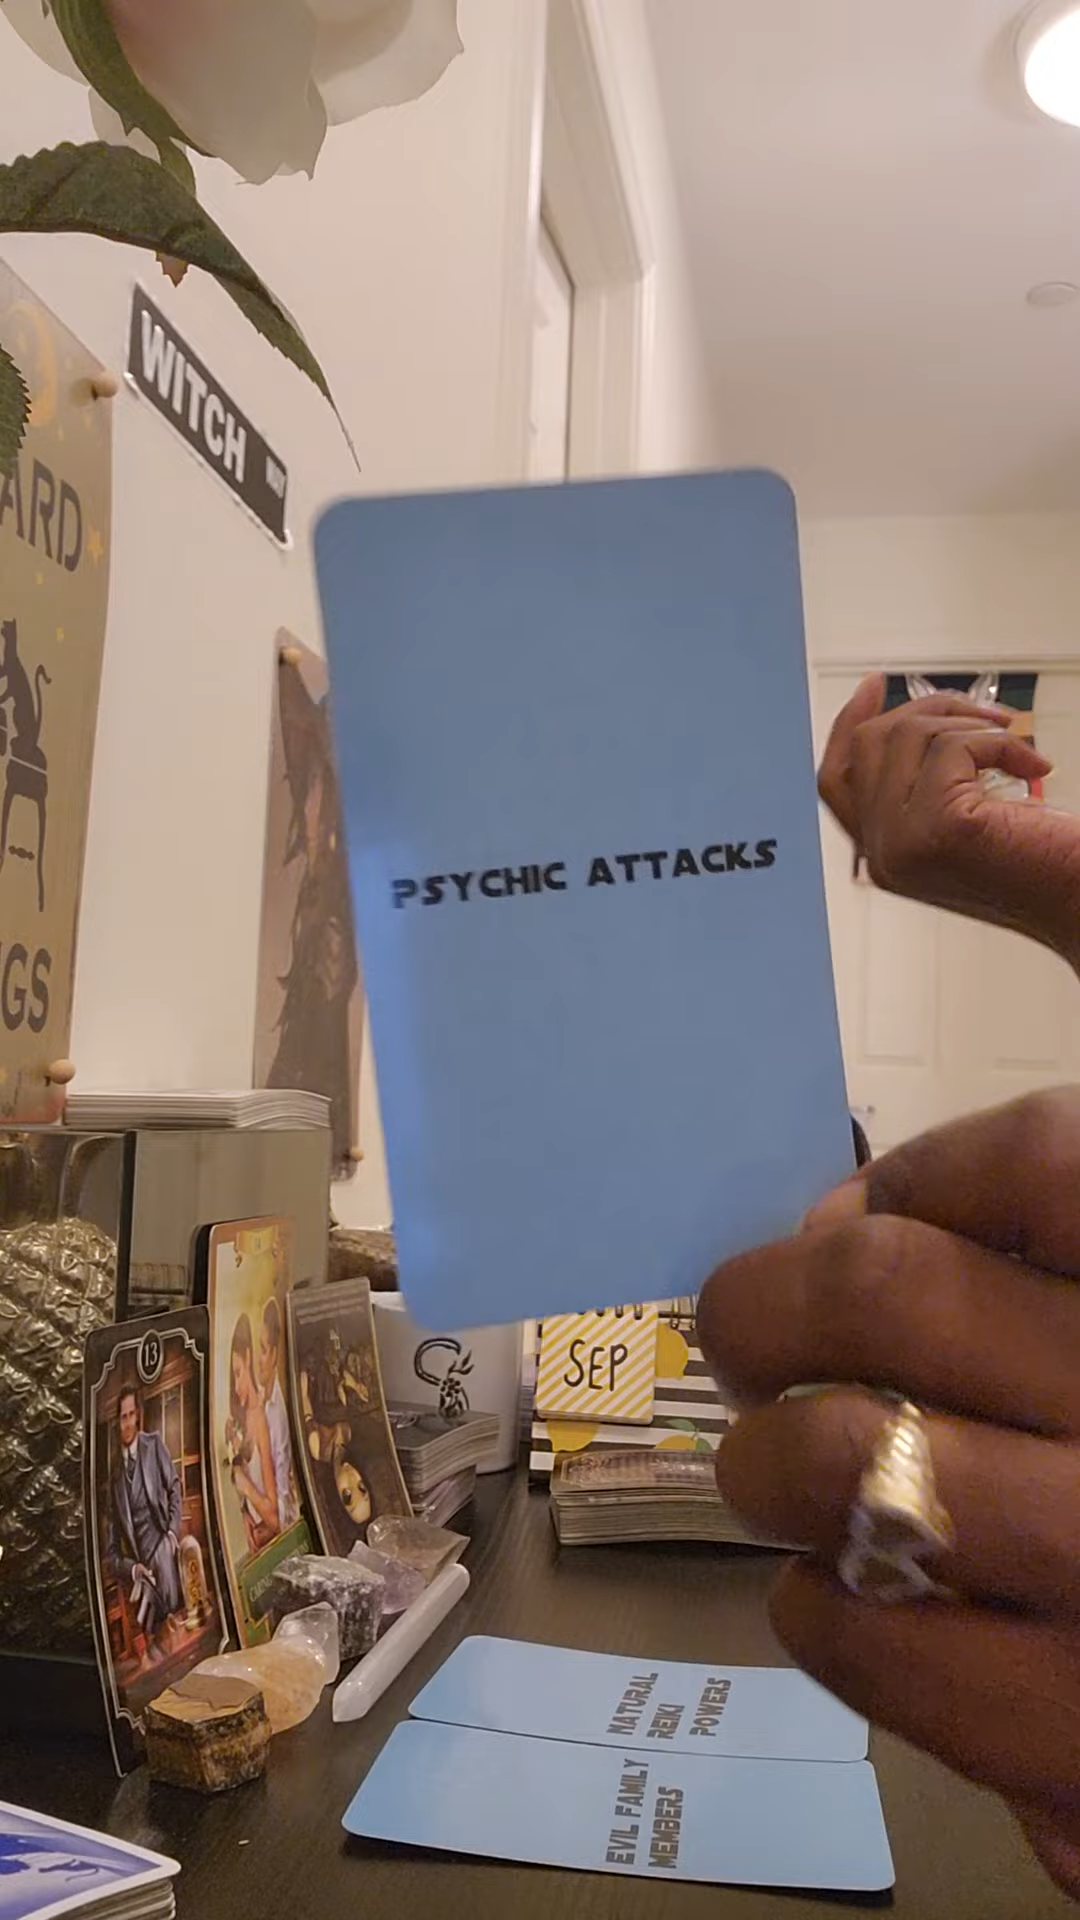 WITCH WAY
ARD
GS
PSYCHIC ATTACKS
13
SEP
NATURAL
REIKI
POWERS
EVIL FAMILY
MEMBERS